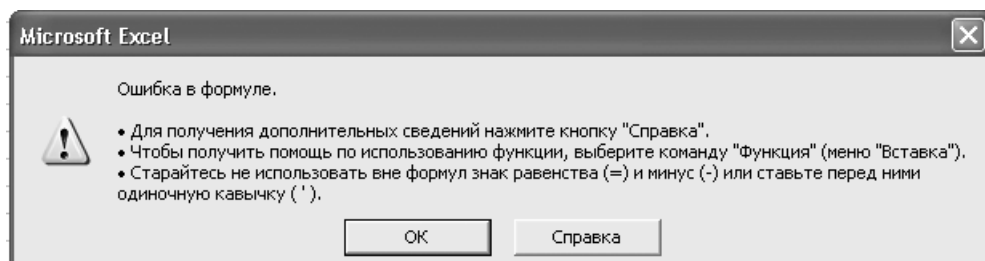 Microsoft Excel
Ошибка в формуле.
• Для получения дополнительных сведений нажмите кнопку "Справка".
• Чтобы получить помощь по использованию функции, выберите команду "Функция" (меню "Вставка").
• Старайтесь не использовать вне формул знак равенства (=) и минус (-) или ставьте перед ними
одиночную кавычку ( ' ).
ОК Справка